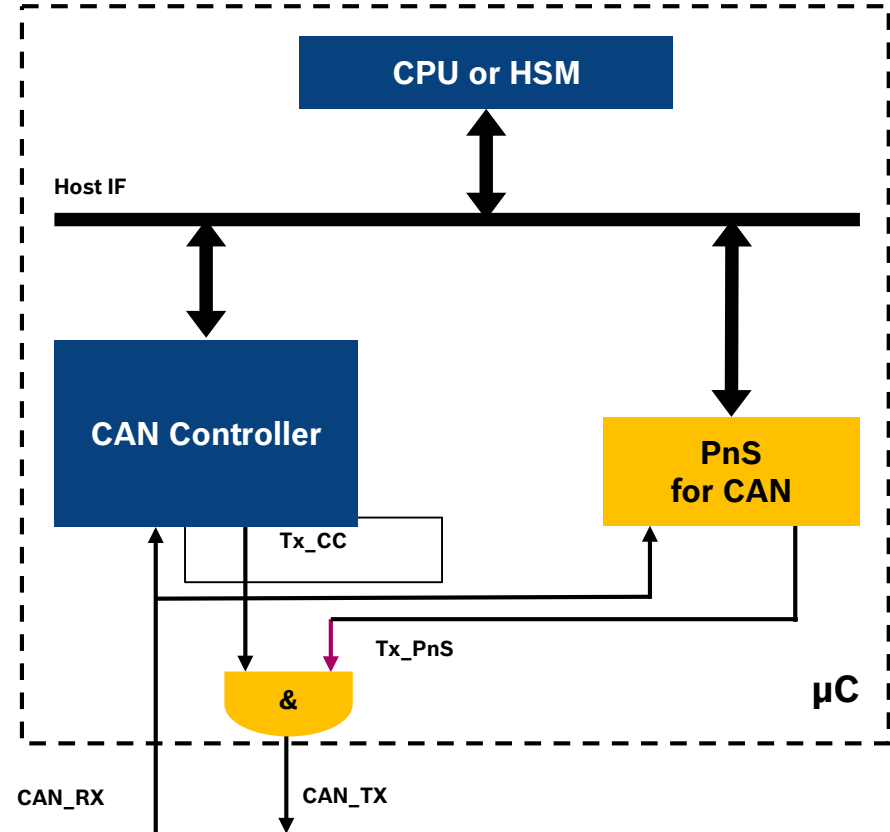 CPU or HSM
Host IF
CAN Controller
PnS
for CAN
Tx_CC
Tx_PnS
&
µC
CAN_RX
CAN_TX